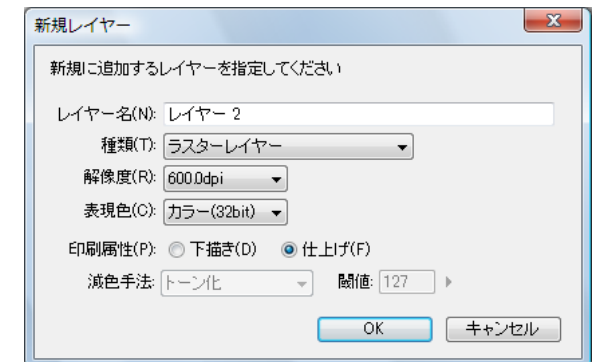 新規レイヤー
新規に追加するレイヤーを指定してください
レイヤー名(N): レイヤー 2
種類(T): ラスターレイヤー
解像度(R): 600.0dpi
表現色(C): カラー(32bit)
印刷属性(P): 下描き(D) 仕上げ(F)
減色手法: トーン化 閾値: 127
OK キャンセル